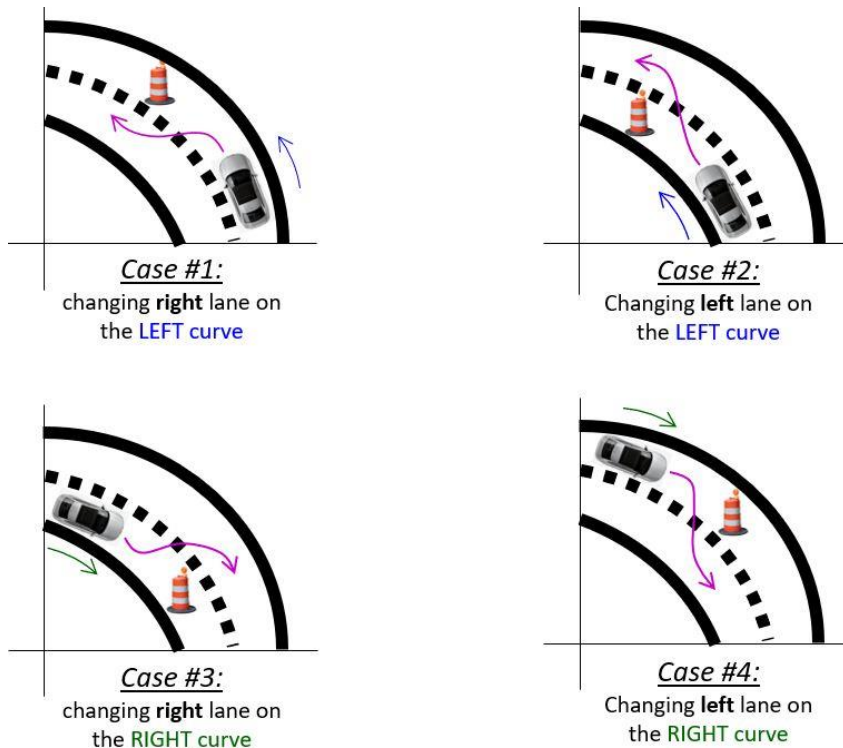 Case #1:
changing right lane on
the LEFT curve
Case #2:
Changing left lane on
the LEFT curve
Case #3:
changing right lane on
the RIGHT curve
Case #4:
Changing left lane on
the RIGHT curve